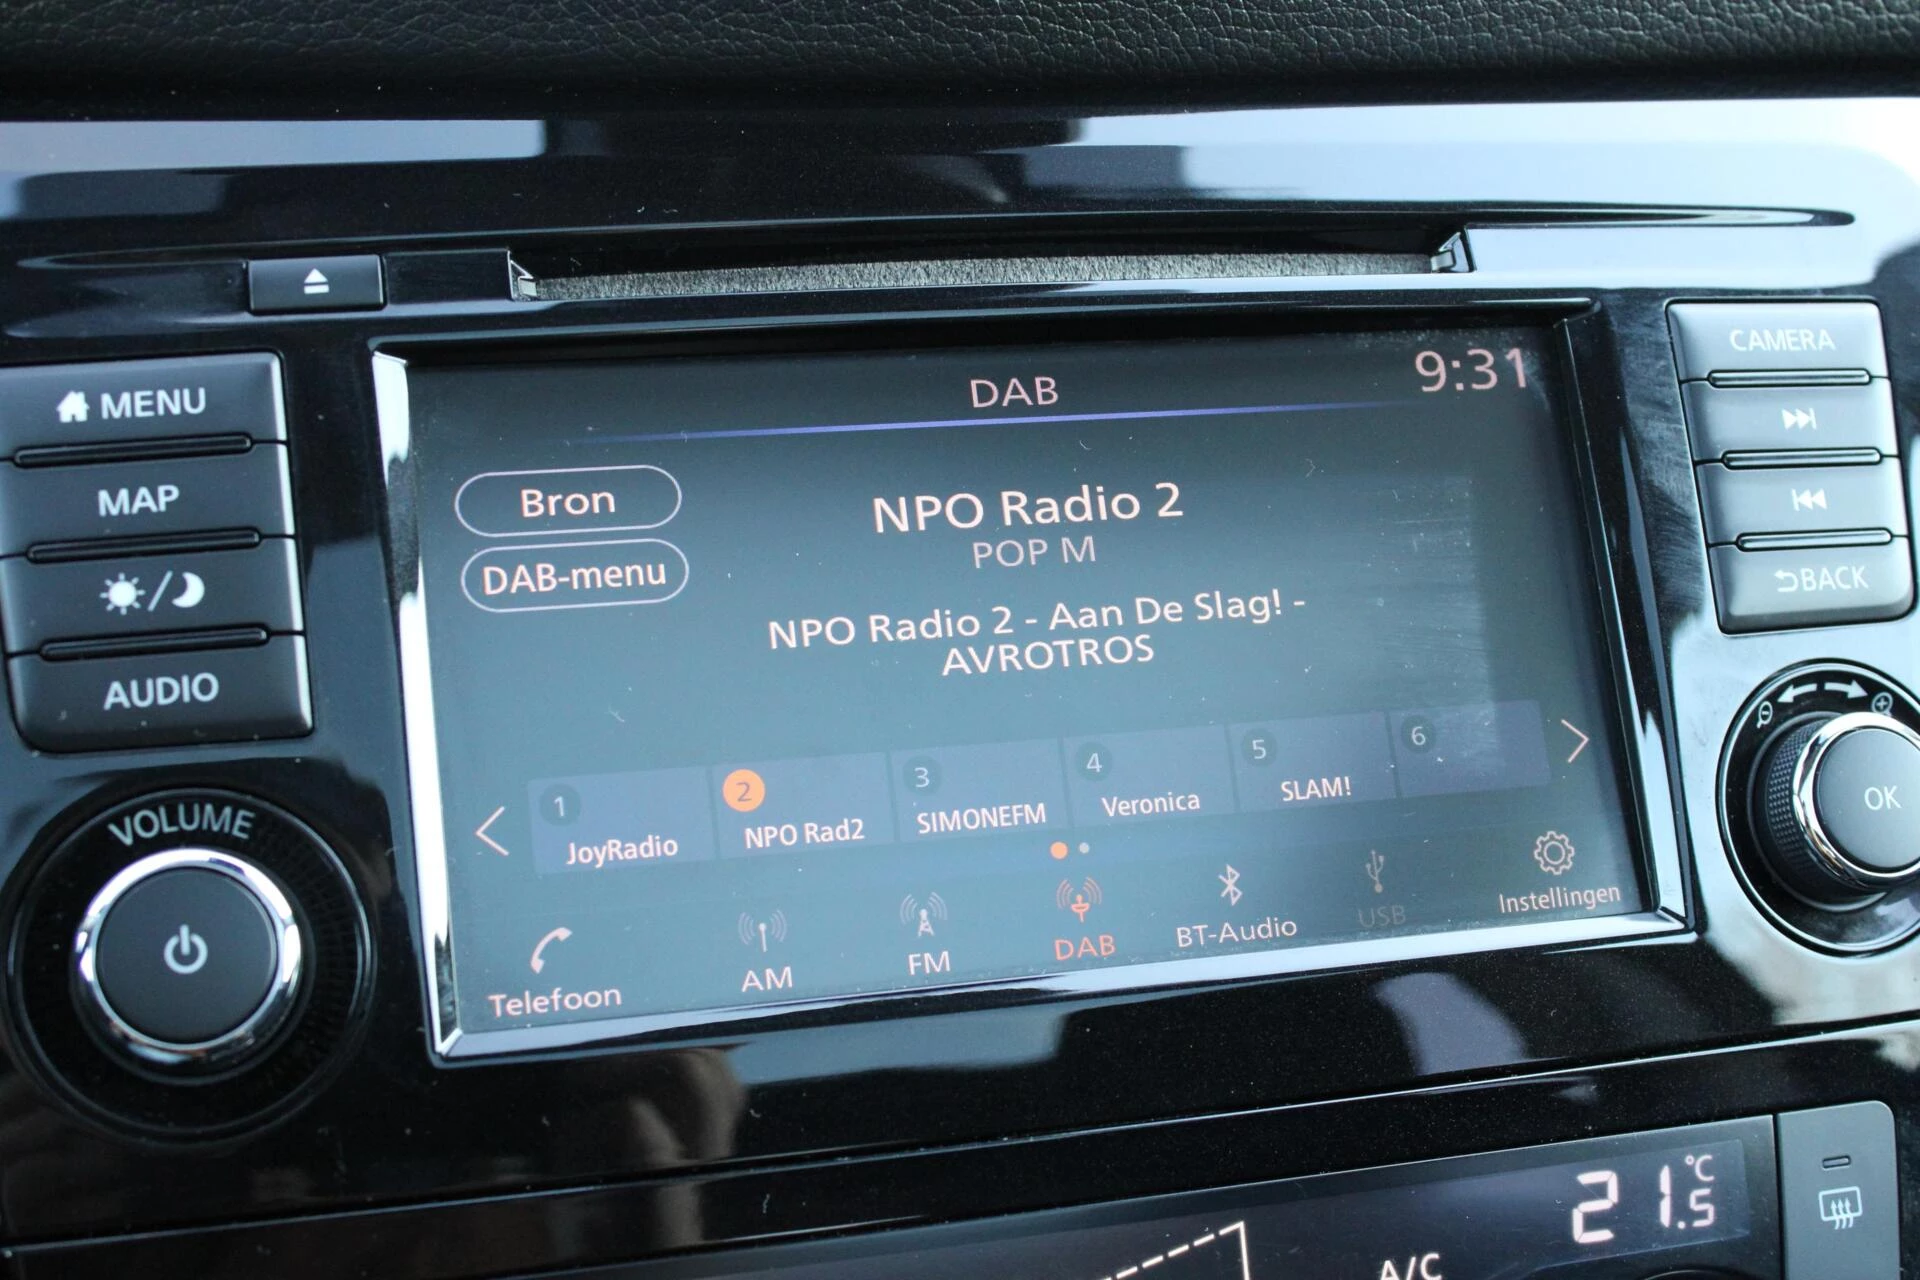 MENU
MAP
AUDIO
VOLUME
DAB
9:31
Bron
DAB-menu
NPO Radio 2
POP M
NPO Radio 2 - Aan De Slag! -
AVROTROS
1
JoyRadio
2
NPO Rad2
3
SIMONEFM
4
Veronica
5
SLAM!
6
Telefoon
AM
FM
DAB
BT-Audio
USB
Instellingen
CAMERA
BACK
OK
21.5 °C
A/C